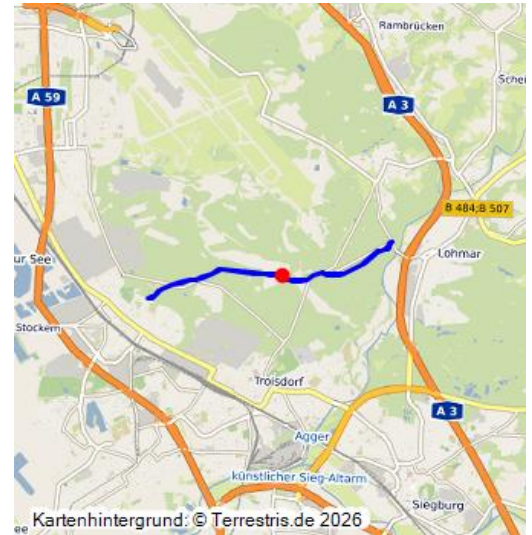 Rambrücken
Schei
A 59
A 3
B 484;B 507
Lohmar
ur See
Stockem
Troisdorf
A 3
Agger
künstlicher Sieg-Altarm
Siegburg
ee
Kartenhintergrund: © Terrestris.de 2026